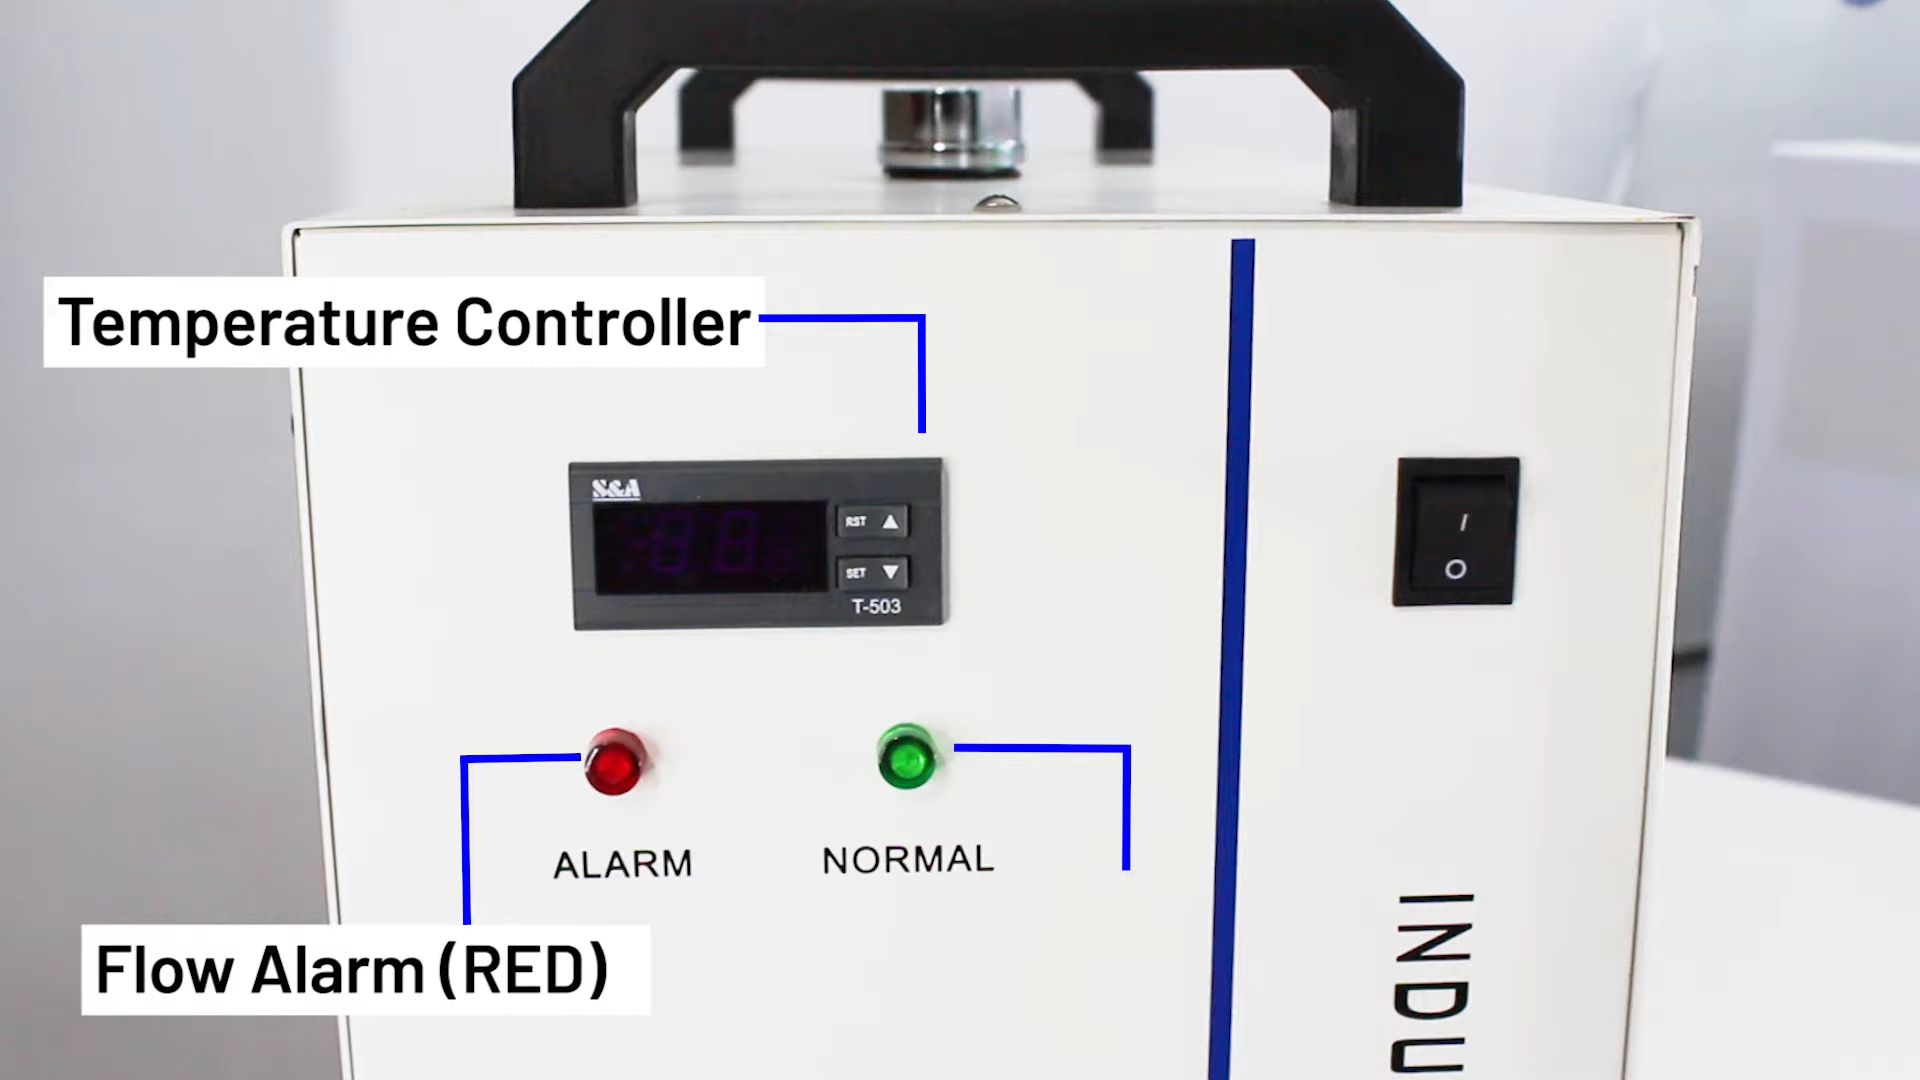 Temperature Controller
S&A
RST
SET
T-503
I
O
ALARM
NORMAL
Flow Alarm (RED)
INDU